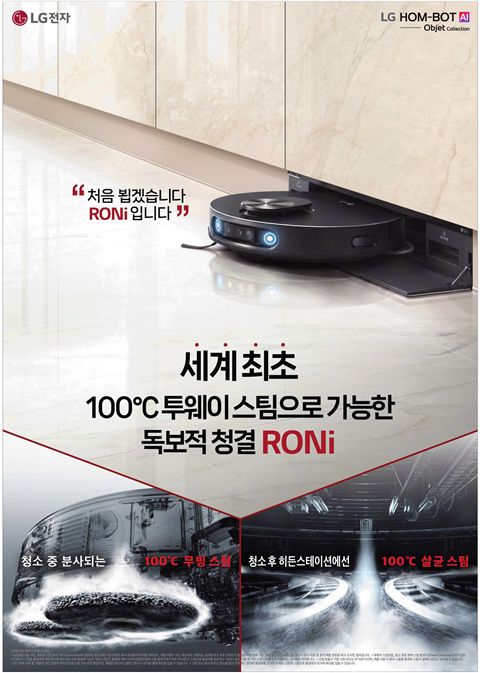 LG전자
LG HOM-BOT AI
Objet Collection
“ 처음 뵙겠습니다
RONi 입니다 ”
세계 최초
100℃ 투웨이 스팀으로 가능한
독보적 청결 RONi
청소 중 분사되는 100℃ 무빙 스팀
청소 후 히든스테이션에선 100℃ 살균 스팀